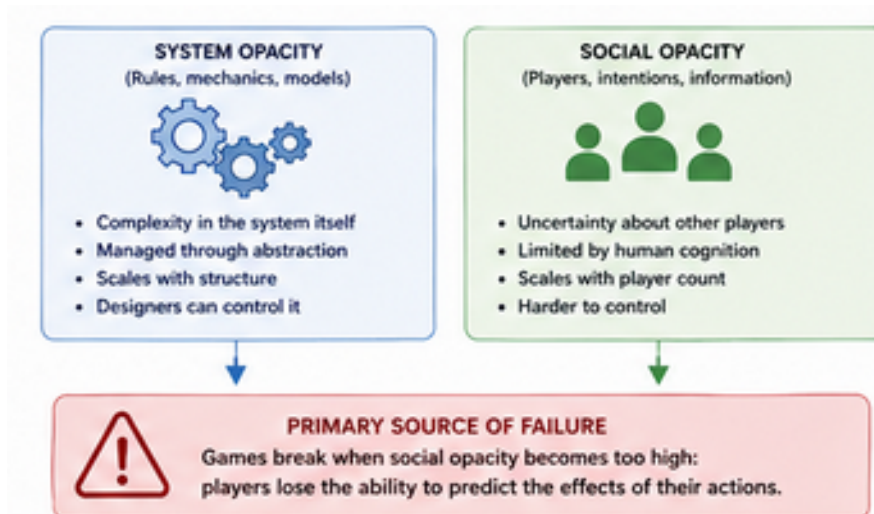 SYSTEM OPACITY
(Rules, mechanics, models)
• Complexity in the system itself
• Managed through abstraction
• Scales with structure
• Designers can control it
SOCIAL OPACITY
(Players, intentions, information)
• Uncertainty about other players
• Limited by human cognition
• Scales with player count
• Harder to control
PRIMARY SOURCE OF FAILURE
Games break when social opacity becomes too high:
players lose the ability to predict the effects of their actions.